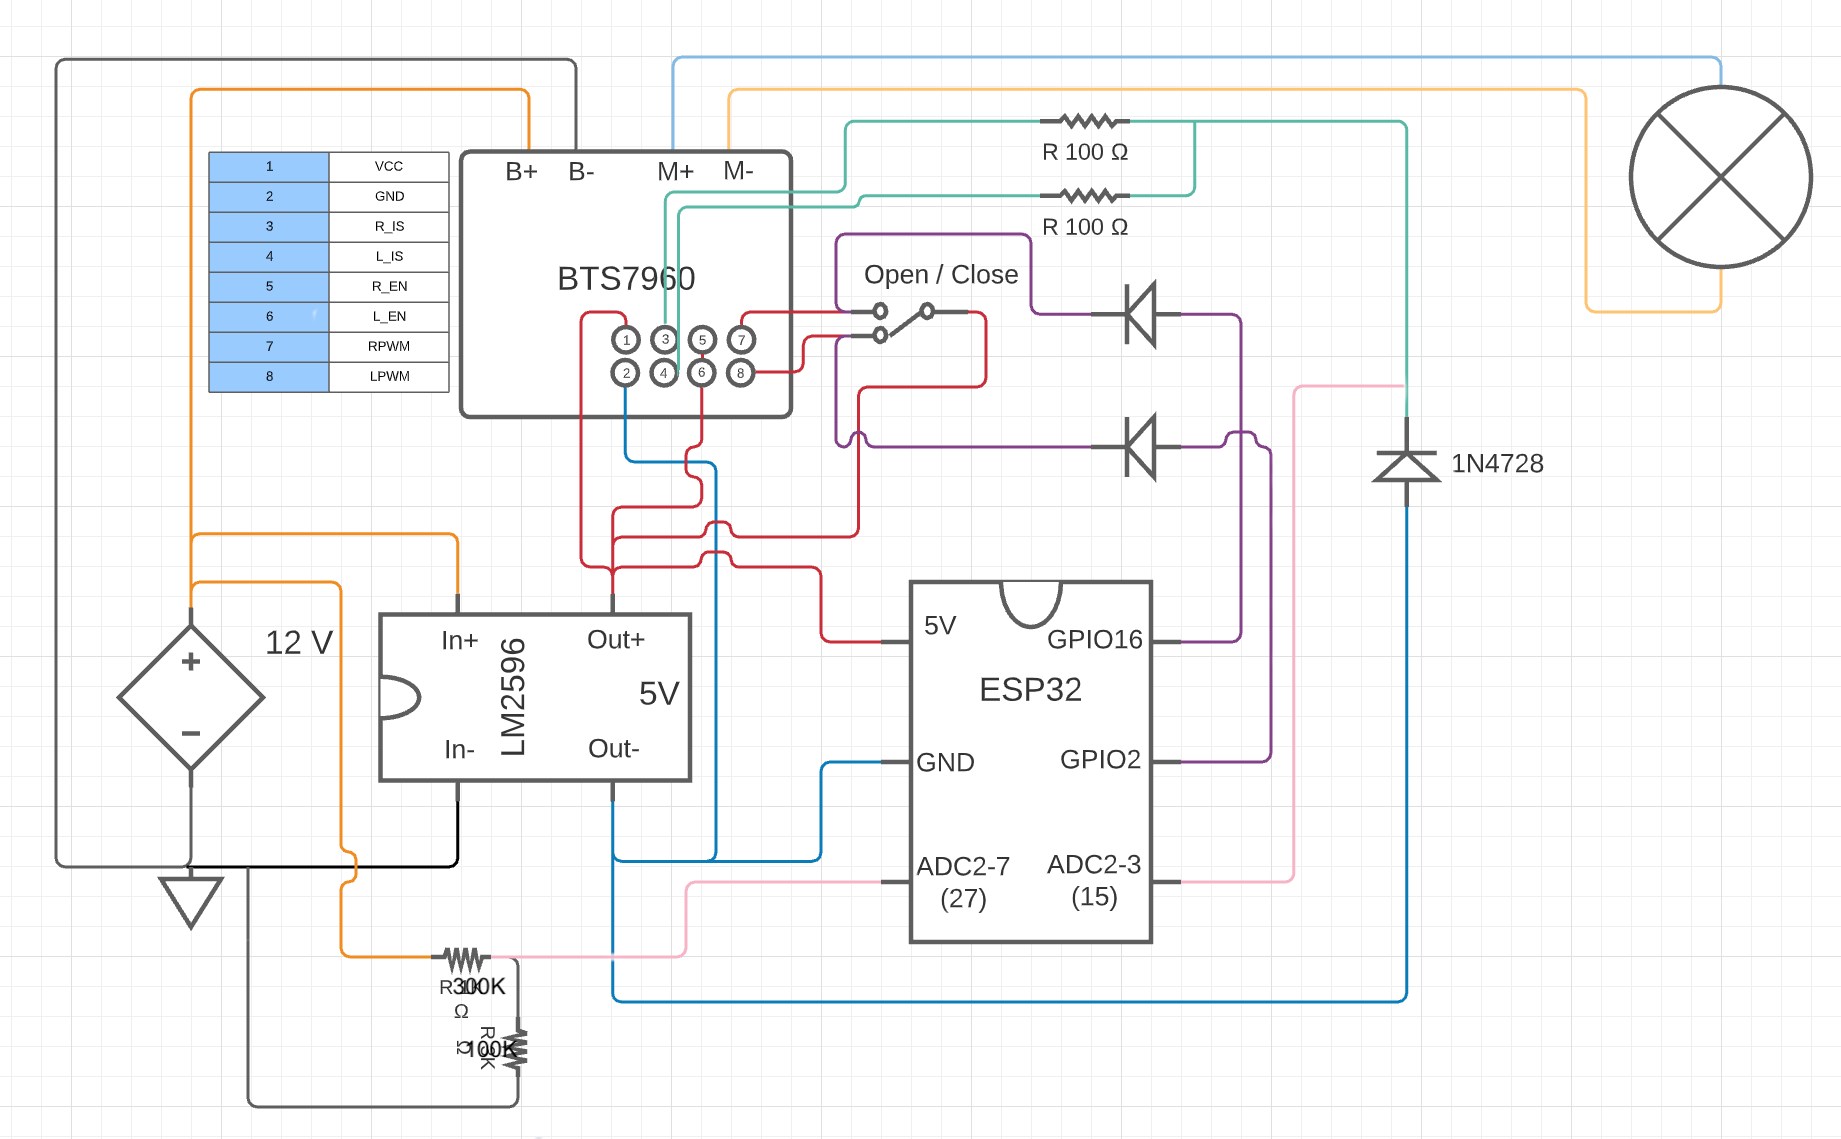 B+ B- M+ M-
1 VCC
2 GND
3 R_IS
4 L_IS
5 R_EN
6 L_EN
7 RPWM
8 LPWM
R 100 Ω
R 100 Ω
BTS7960
Open / Close
1 3 5 7
2 4 6 8
1N4728
12 V
In+ Out+
LM2596
5V
In- Out-
5V GPIO16
ESP32
GND GPIO2
ADC2-7 ADC2-3
(27) (15)
R 300K
Ω
R 100K
Ω